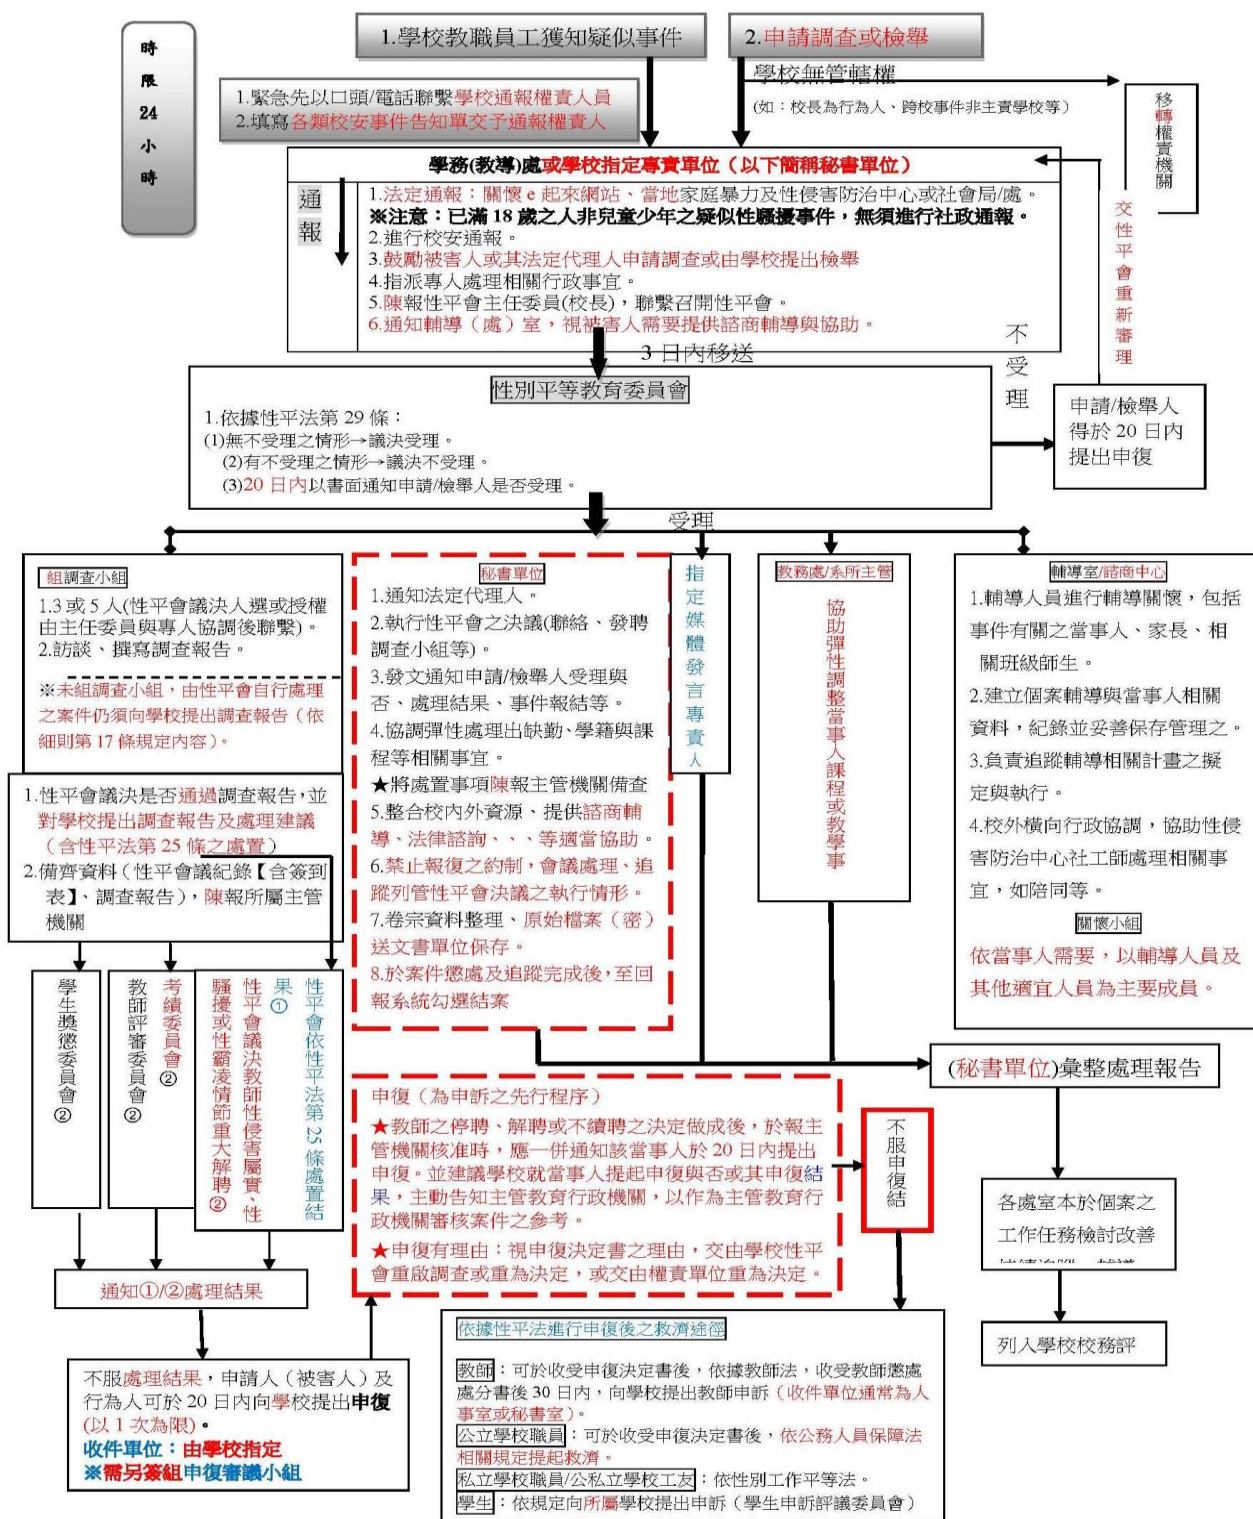 時
限
24
小
時
1.學校教職員工獲知疑似事件
2.申請調查或檢舉
1.緊急先以口頭/電話聯繫學校通報權責人員
2.填寫各類校安事件告知單交予通報權責人
學校無管轄權
(如：校長為行為人、跨校事件非主責學校等)
移轉權責機關
學務(教導)處或學校指定專責單位（以下簡稱秘書單位）
通報
1.法定通報：關懷 e 起來網站、當地家庭暴力及性侵害防治中心或社會局/處。
※注意：已滿 18 歲之人非兒童少年之疑似性騷擾事件，無須進行社政通報。
2.進行校安通報。
3.鼓勵被害人或其法定代理人申請調查或由學校提出檢舉
4.指派專人處理相關行政事宜。
5.陳報性平會主任委員(校長)，聯繫召開性平會。
6.通知輔導（處）室，視被害人需要提供諮商輔導與協助。
交性平會重新審理
3 日內移送
不受理
性別平等教育委員會
1.依據性平法第 29 條：
(1)無不受理之情形→議決受理。
(2)有不受理之情形→議決不受理。
(3)20 日內以書面通知申請/檢舉人是否受理。
申請/檢舉人
得於 20 日內
提出申復
受理
組調查小組
1.3 或 5 人(性平會議決人選或授權
由主任委員與專人協調後聯繫)。
2.訪談、撰寫調查報告。
※未組調查小組，由性平會自行處理
之案件仍須向學校提出調查報告（依
細則第 17 條規定內容）。
1.性平會議決是否通過調查報告,並
對學校提出調查報告及處理建議
（含性平法第 25 條之處置）
2.備齊資料（性平會議紀錄【含簽到
表】、調查報告），陳報所屬主管
機關
秘書單位
1.通知法定代理人。
2.執行性平會之決議(聯絡、發聘
調查小組等)。
3.發文通知申請/檢舉人受理與
否、處理結果、事件報結等。
4.協調彈性處理出缺勤、學籍與課
程等相關事宜。
★將處置事項陳報主管機關備查
5.整合校內外資源、提供諮商輔
導、法律諮詢、、、等適當協助。
6.禁止報復之約制，會議處理、追
蹤列管性平會決議之執行情形。
7.卷宗資料整理、原始檔案（密）
送文書單位保存。
8.於案件懲處及追蹤完成後,至回
報系統勾選結案
指定媒體發言專責人
教務處/系所主管
協助彈性調整當事人課程或教學事
輔導室/諮商中心
1.輔導人員進行輔導關懷，包括
事件有關之當事人、家長、相
關班級師生。
2.建立個案輔導與當事人相關
資料，紀錄並妥善保存管理之。
3.負責追蹤輔導相關計畫之擬
定與執行。
4.校外橫向行政協調，協助性侵
害防治中心社工師處理相關事
宜，如陪同等。
關懷小組
依當事人需要，以輔導人員及
其他適宜人員為主要成員。
學生獎懲委員會②
考績委員會②
教師評審委員會②
性平會依性平法第 25 條處置結
果①
性平會議決教師性侵害屬實、性
騷擾或性霸凌情節重大解聘②
通知①/②處理結果
不服處理結果，申請人（被害人）及
行為人可於 20 日內向學校提出申復
(以 1 次為限)。
收件單位：由學校指定
※需另簽組申復審議小組
申復（為申訴之先行程序）
★教師之停聘、解聘或不續聘之決定做成後，於報主
管機關核准時，應一併通知該當事人於 20 日內提出
申復。並建議學校就當事人提起申復與否或其申復結
果，主動告知主管教育行政機關，以作為主管教育行
政機關審核案件之參考。
★申復有理由：視申復決定書之理由，交由學校性平
會重啟調查或重為決定，或交由權責單位重為決定。
不服申復結
(秘書單位)彙整處理報告
各處室本於個案之
工作任務檢討改善
列入學校校務評
依據性平法進行申復後之救濟途徑
教師：可於收受申復決定書後，依據教師法，收受教師懲處
處分書後 30 日內，向學校提出教師申訴（收件單位通常為人
事室或秘書室）。
公立學校職員：可於收受申復決定書後，依公務人員保障法
相關規定提起救濟。
私立學校職員/公私立學校工友：依性別工作平等法。
學生：依規定向所屬學校提出申訴（學生申訴評議委員會）